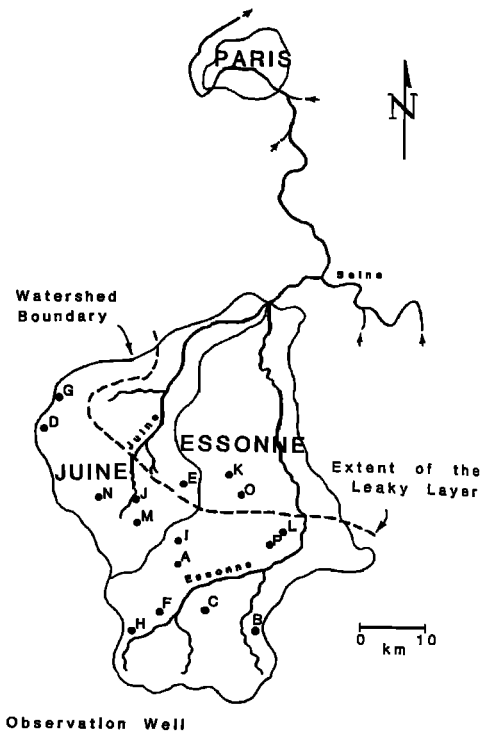 PARIS
N
Seine
Watershed
Boundary
G
D
Juine
ESSONNE
JUINE
E
K
O
N
J
M
Extent of the
Leaky Layer
L
P
I
A
Essonne
F
C
H
B
0 10
km
Observation Well